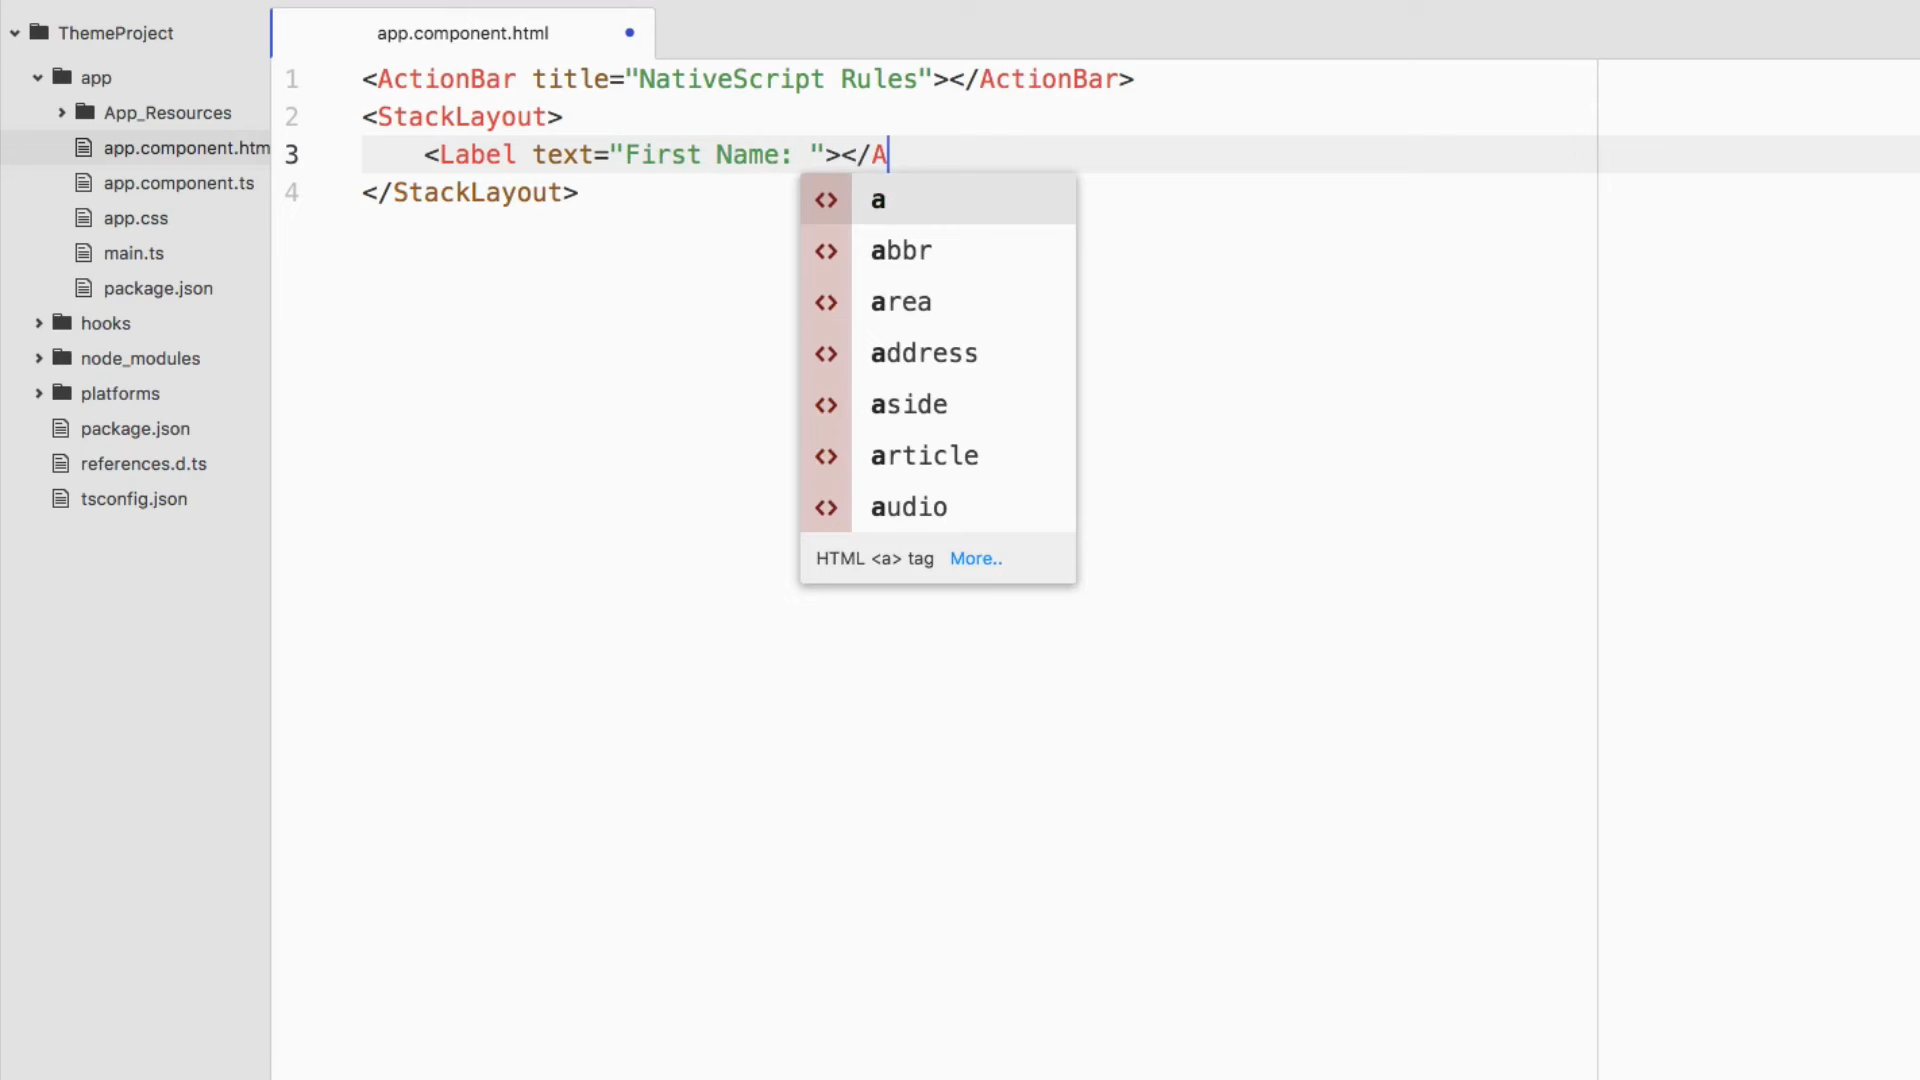 ThemeProject
app
App_Resources
app.component.htm
app.component.ts
app.css
main.ts
package.json
hooks
node_modules
platforms
package.json
references.d.ts
tsconfig.json
app.component.html
1 <ActionBar title="NativeScript Rules"></ActionBar>
2 <StackLayout>
3 <Label text="First Name: "></A
4 </StackLayout>
<> a
<> abbr
<> area
<> address
<> aside
<> article
<> audio
HTML <a> tag More..